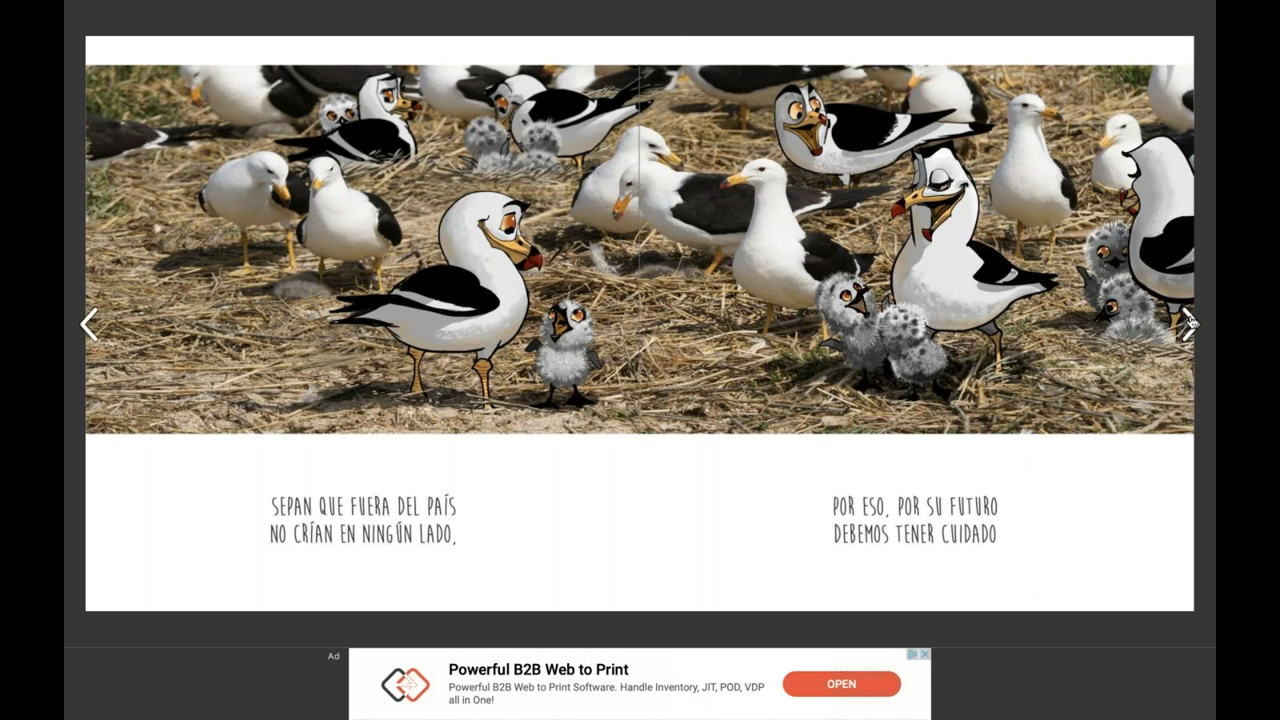 SEPAN QUE FUERA DEL PAÍS
NO CRÍAN EN NINGÚN LADO,
POR ESO, POR SU FUTURO
DEBEMOS TENER CUIDADO
Ad
Powerful B2B Web to Print
Powerful B2B Web to Print Software. Handle Inventory, JIT, POD, VDP
all in One!
OPEN